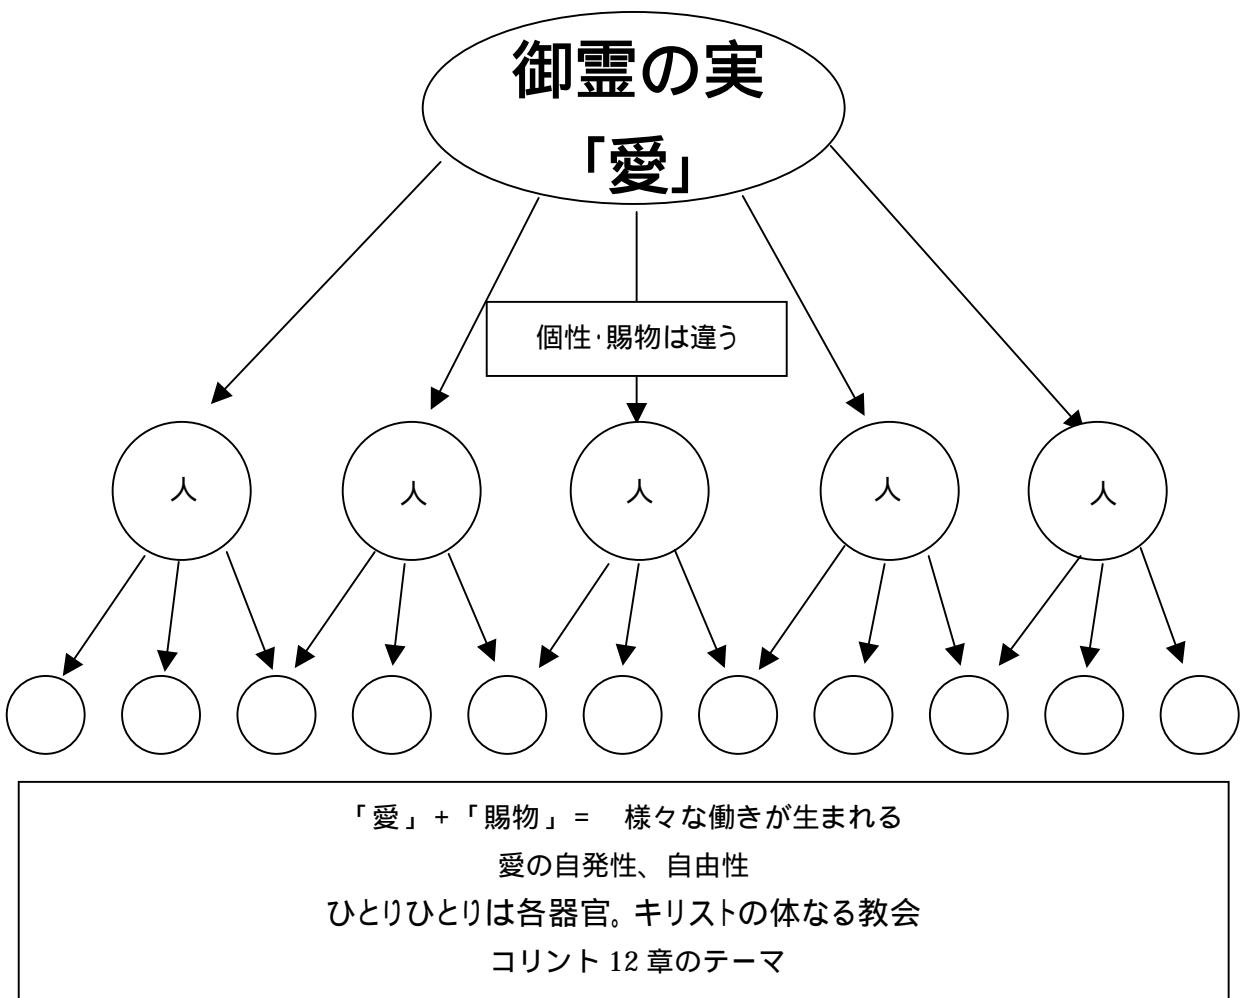 御霊の実
「愛」
個性･賜物は違う
人
人
人
人
人
「愛」+「賜物」= 様々な働きが生まれる
愛の自発性、自由性
ひとりひとりは各器官。キリストの体なる教会
コリント 12 章のテーマ